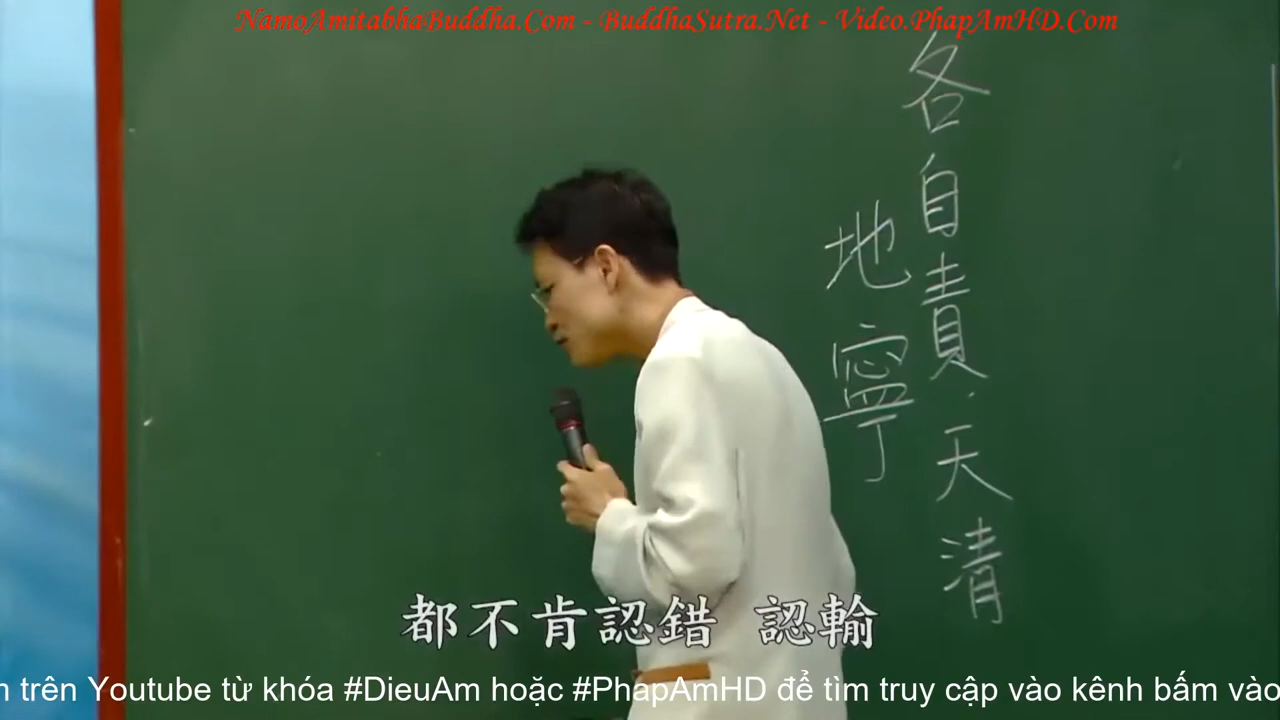 NamoAmitabhaBuddha.Com - BuddhaSutra.Net - Video.PhapAmHD.Com
各自責．天清
地寧
都不肯認錯 認輸
trên Youtube từ khóa #DieuAm hoặc #PhapAmHD để tìm truy cập vào kênh bấm vào